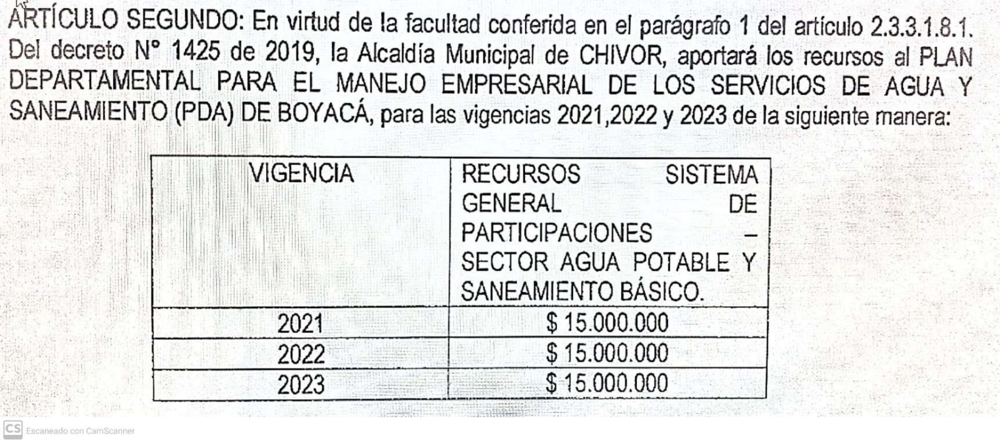 ARTÍCULO SEGUNDO: En virtud de la facultad conferida en el parágrafo 1 del artículo 2.3.3.1.8.1.
Del decreto N° 1425 de 2019, la Alcaldía Municipal de CHIVOR, aportará los recursos al PLAN
DEPARTAMENTAL PARA EL MANEJO EMPRESARIAL DE LOS SERVICIOS DE AGUA Y
SANEAMIENTO (PDA) DE BOYACÁ, para las vigencias 2021,2022 y 2023 de la siguiente manera:
VIGENCIA
RECURSOS SISTEMA
GENERAL DE
PARTICIPACIONES –
SECTOR AGUA POTABLE Y
SANEAMIENTO BÁSICO.
2021 $ 15.000.000
2022 $ 15.000.000
2023 $ 15.000.000
CS Escaneado con CamScanner